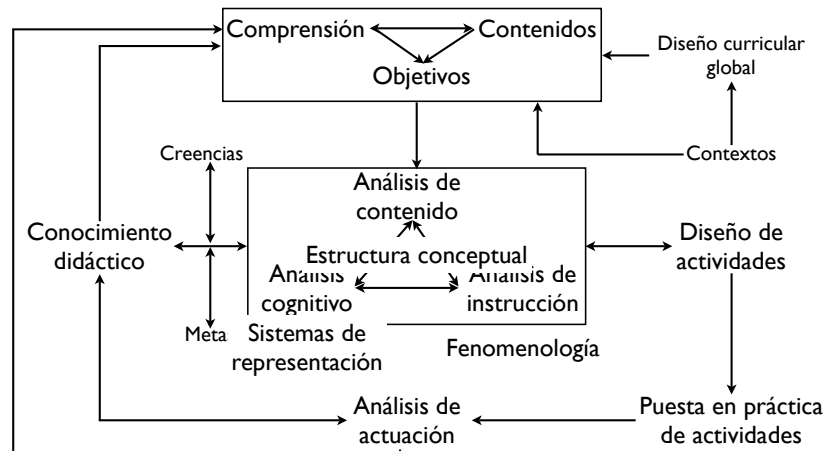 Comprensión
Contenidos
Objetivos
Diseño curricular
global
Creencias
Contextos
Análisis de
contenido
Conocimiento
didáctico
Estructura conceptual
Diseño de
actividades
Análisis
cognitivo
Análisis de
instrucción
Meta
Sistemas de
representación
Fenomenología
Análisis de
actuación
Puesta en práctica
de actividades